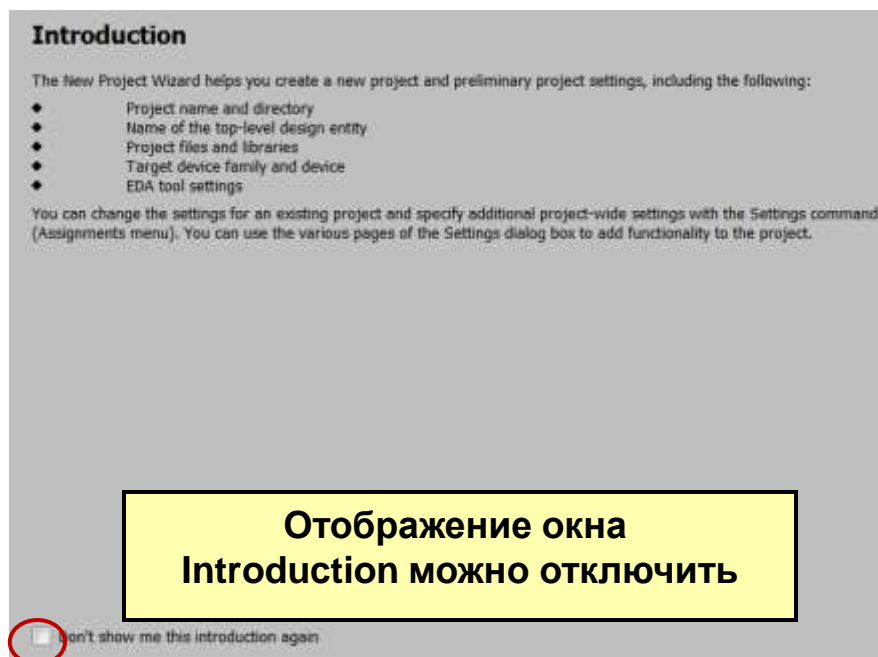 Introduction
The New Project Wizard helps you create a new project and preliminary project settings, including the following:
◆ Project name and directory
◆ Name of the top-level design entity
◆ Project files and libraries
◆ Target device family and device
◆ EDA tool settings
You can change the settings for an existing project and specify additional project-wide settings with the Settings command
(Assignments menu). You can use the various pages of the Settings dialog box to add functionality to the project.
Отображение окна
Introduction можно отключить
Don't show me this introduction again